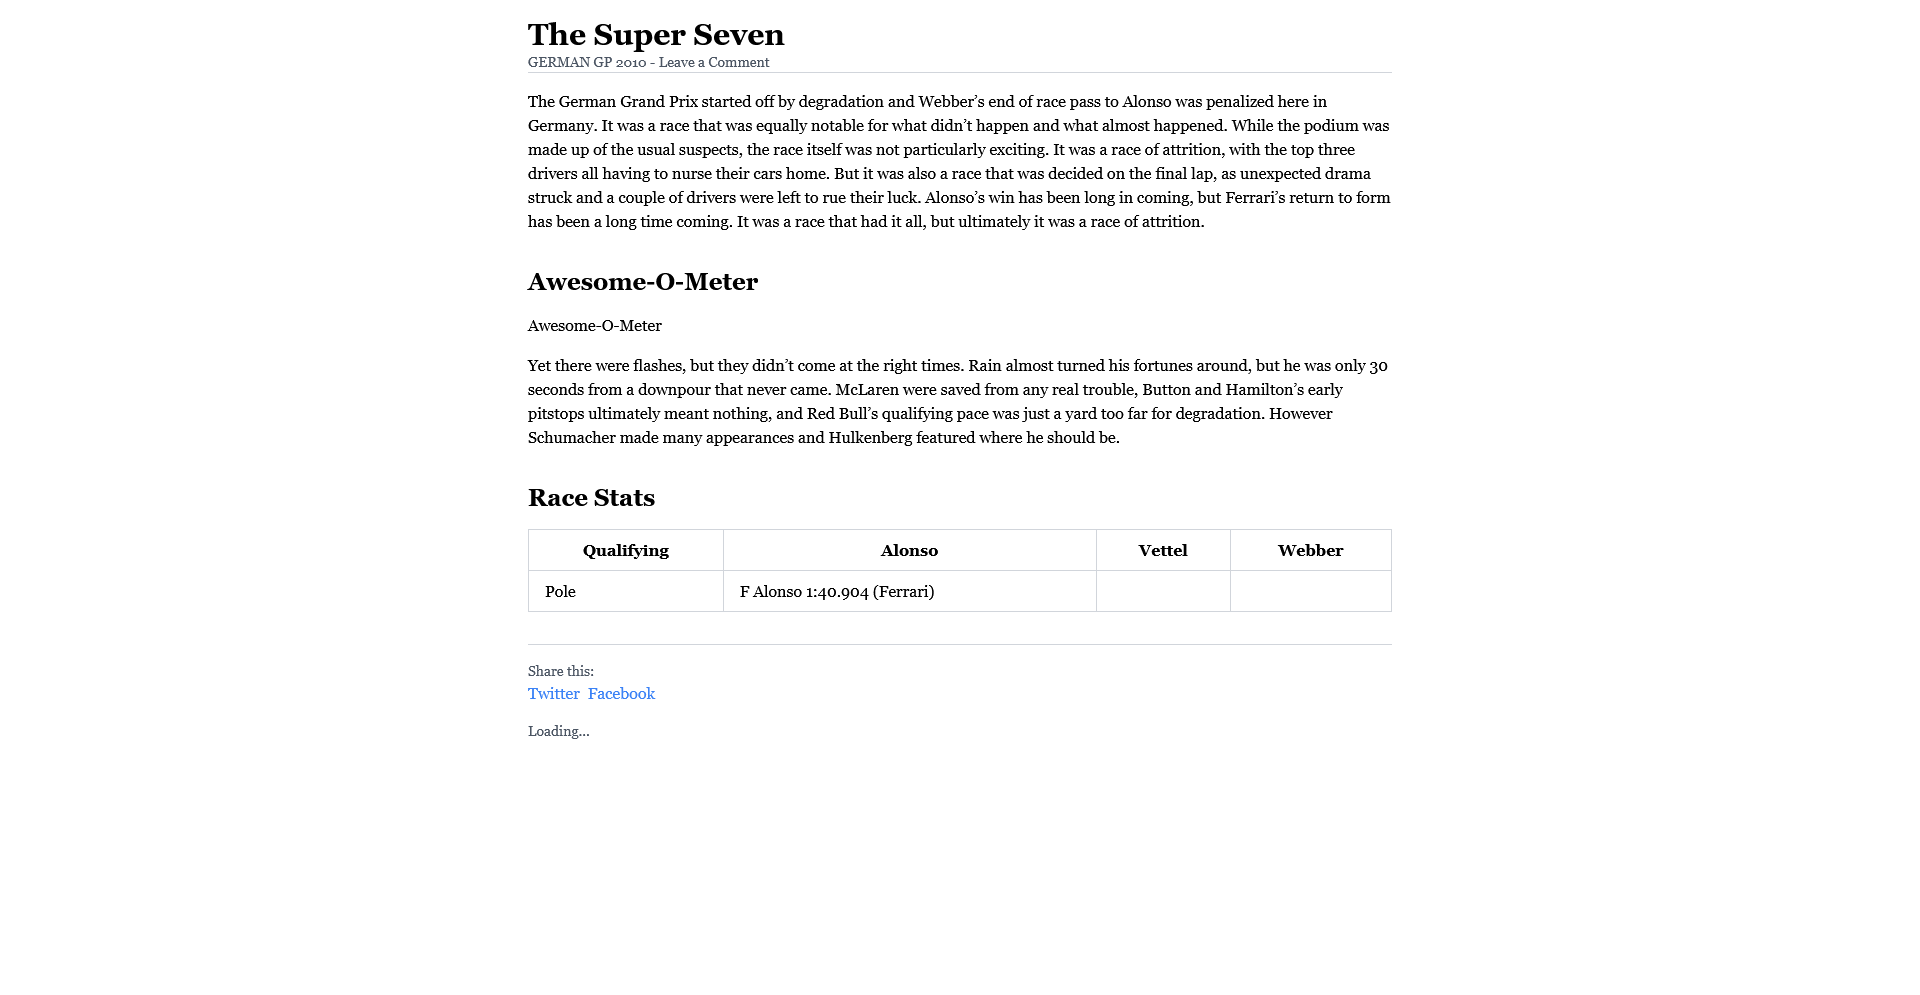 The Super Seven
GERMAN GP 2010 - Leave a Comment
The German Grand Prix started off by degradation and Webber’s end of race pass to Alonso was penalized here in
Germany. It was a race that was equally notable for what didn’t happen and what almost happened. While the podium was
made up of the usual suspects, the race itself was not particularly exciting. It was a race of attrition, with the top three
drivers all having to nurse their cars home. But it was also a race that was decided on the final lap, as unexpected drama
struck and a couple of drivers were left to rue their luck. Alonso’s win has been long in coming, but Ferrari’s return to form
has been a long time coming. It was a race that had it all, but ultimately it was a race of attrition.
Awesome-O-Meter
Awesome-O-Meter
Yet there were flashes, but they didn’t come at the right times. Rain almost turned his fortunes around, but he was only 30
seconds from a downpour that never came. McLaren were saved from any real trouble, Button and Hamilton’s early
pitstops ultimately meant nothing, and Red Bull’s qualifying pace was just a yard too far for degradation. However
Schumacher made many appearances and Hulkenberg featured where he should be.
Race Stats
Qualifying Alonso Vettel Webber
Pole F Alonso 1:40.904 (Ferrari)
Share this:
Twitter Facebook
Loading...